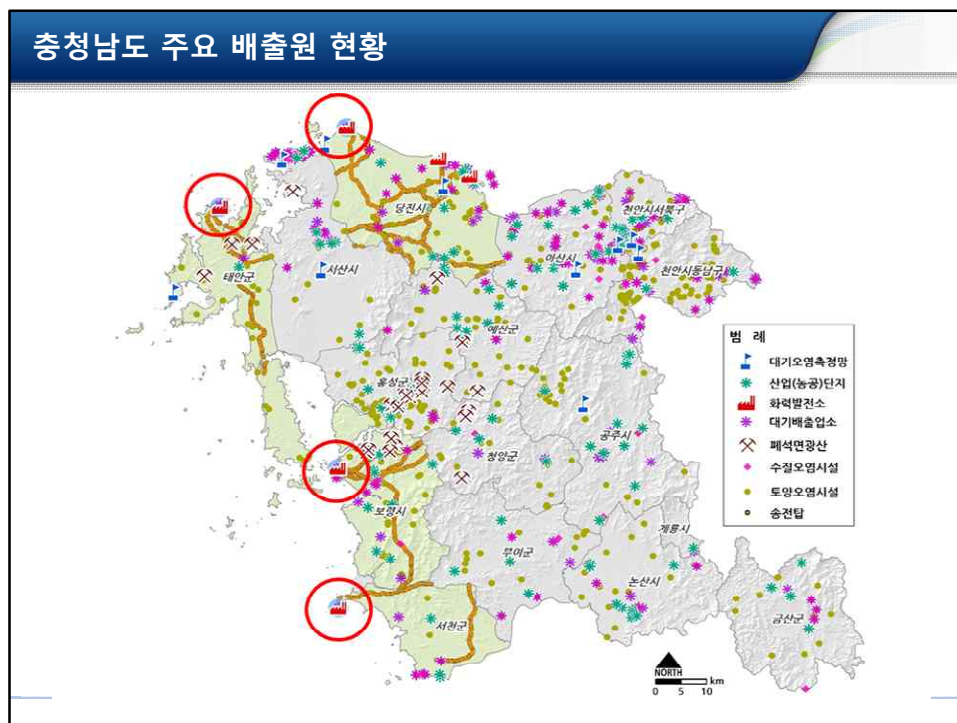 충청남도 주요 배출원 현황
당진시
천안시서북구
아산시
천안시동남구
태안군
서산시
예산군
홍성군
공주시
청양군
보령시
계룡시
부여군
논산시
서천군
금산군
범 례
대기오염측정망
산업(농공)단지
화력발전소
대기배출업소
폐석면광산
수질오염시설
토양오염시설
송전탑
NORTH
km
0 5 10